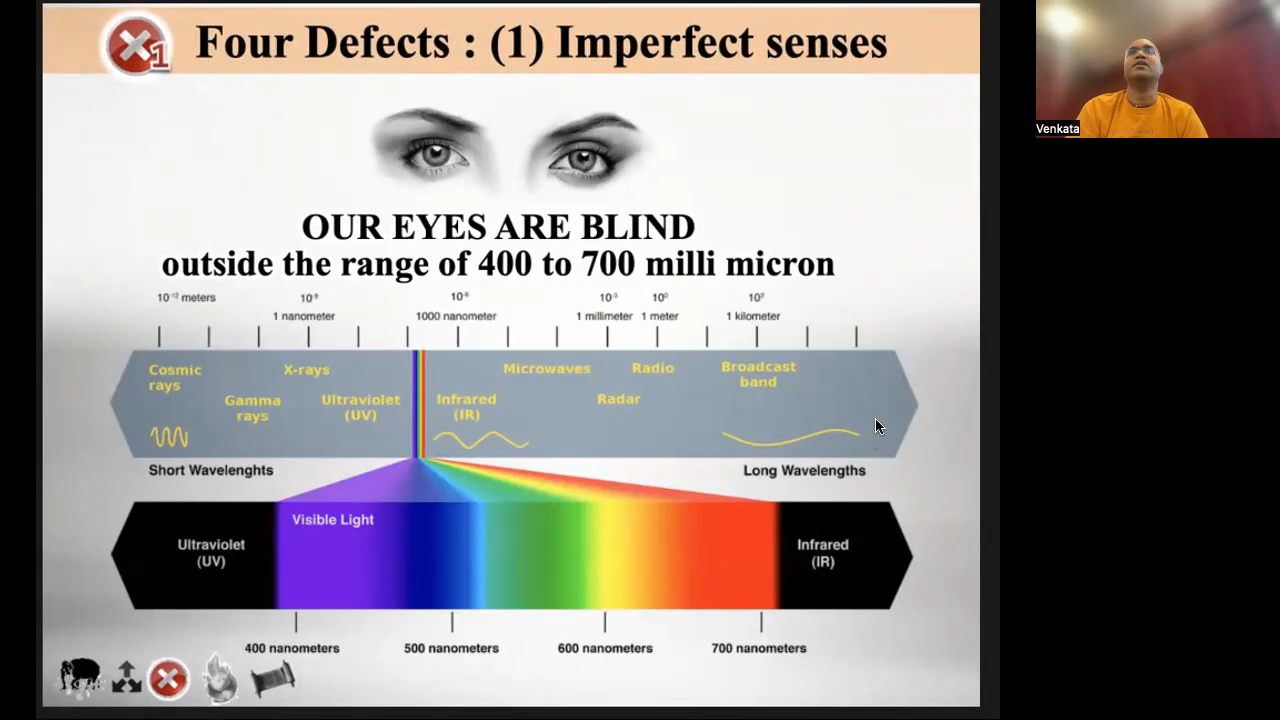 1
Four Defects : (1) Imperfect senses
Venkata
OUR EYES ARE BLIND
outside the range of 400 to 700 milli micron
10⁻¹² meters
10⁻⁹
10⁻⁶
10⁻³
10⁰
10³
1 nanometer
1000 nanometer
1 millimeter
1 meter
1 kilometer
Cosmic
rays
X-rays
Microwaves
Radio
Broadcast
band
Gamma
rays
Ultraviolet
(UV)
Infrared
(IR)
Radar
Short Wavelenghts
Long Wavelengths
Visible Light
Ultraviolet
(UV)
Infrared
(IR)
400 nanometers
500 nanometers
600 nanometers
700 nanometers